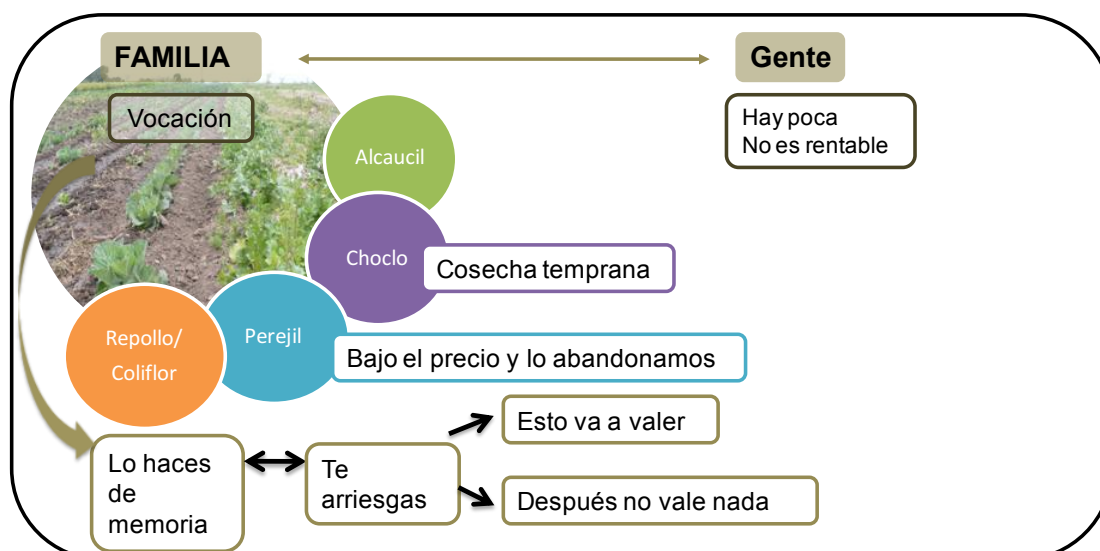 FAMILIA
Gente
Vocación
Hay poca
No es rentable
Alcaucil
Choclo
Cosecha temprana
Repollo/
Coliflor
Perejil
Bajo el precio y lo abandonamos
Esto va a valer
Lo haces
de
memoria
Te
arriesgas
Después no vale nada